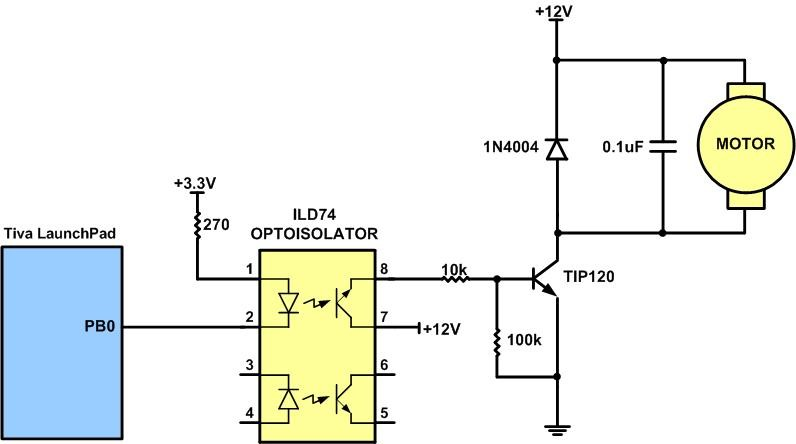 +12V
1N4004
0.1uF
MOTOR
+3.3V
270
ILD74
OPTOISOLATOR
Tiva LaunchPad
1
8
10k
TIP120
PB0
2
7
+12V
100k
3
6
4
5